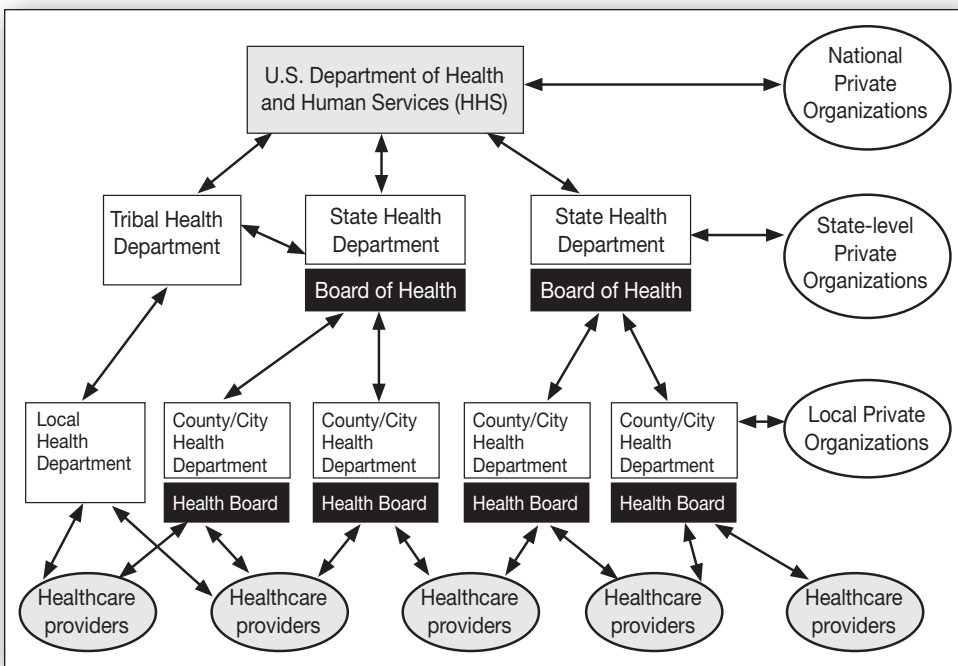 U.S. Department of Health
and Human Services (HHS)
National
Private
Organizations
Tribal Health
Department
State Health
Department
Board of Health
State Health
Department
Board of Health
State-level
Private
Organizations
Local
Health
Department
County/City
Health
Department
Health Board
County/City
Health
Department
Health Board
County/City
Health
Department
Health Board
County/City
Health
Department
Health Board
Local Private
Organizations
Healthcare
providers
Healthcare
providers
Healthcare
providers
Healthcare
providers
Healthcare
providers